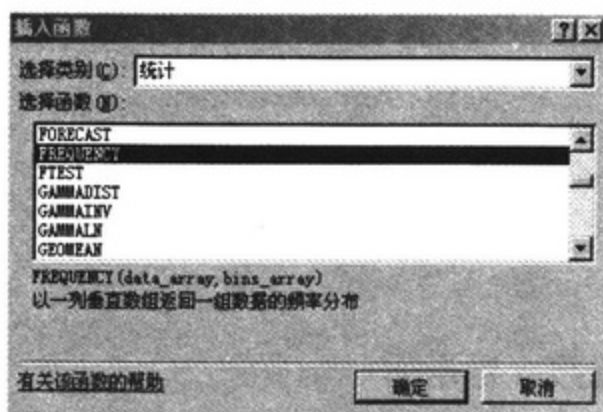 插入函数
选择类别(C): 统计
选择函数(N):
FORECAST
FREQUENCY
FTEST
GAMMADIST
GAMMAINV
GAMMALN
GEOMEAN
FREQUENCY(data_array,bins_array)
以一列垂直数组返回一组数据的频率分布
有关该函数的帮助
确定 取消